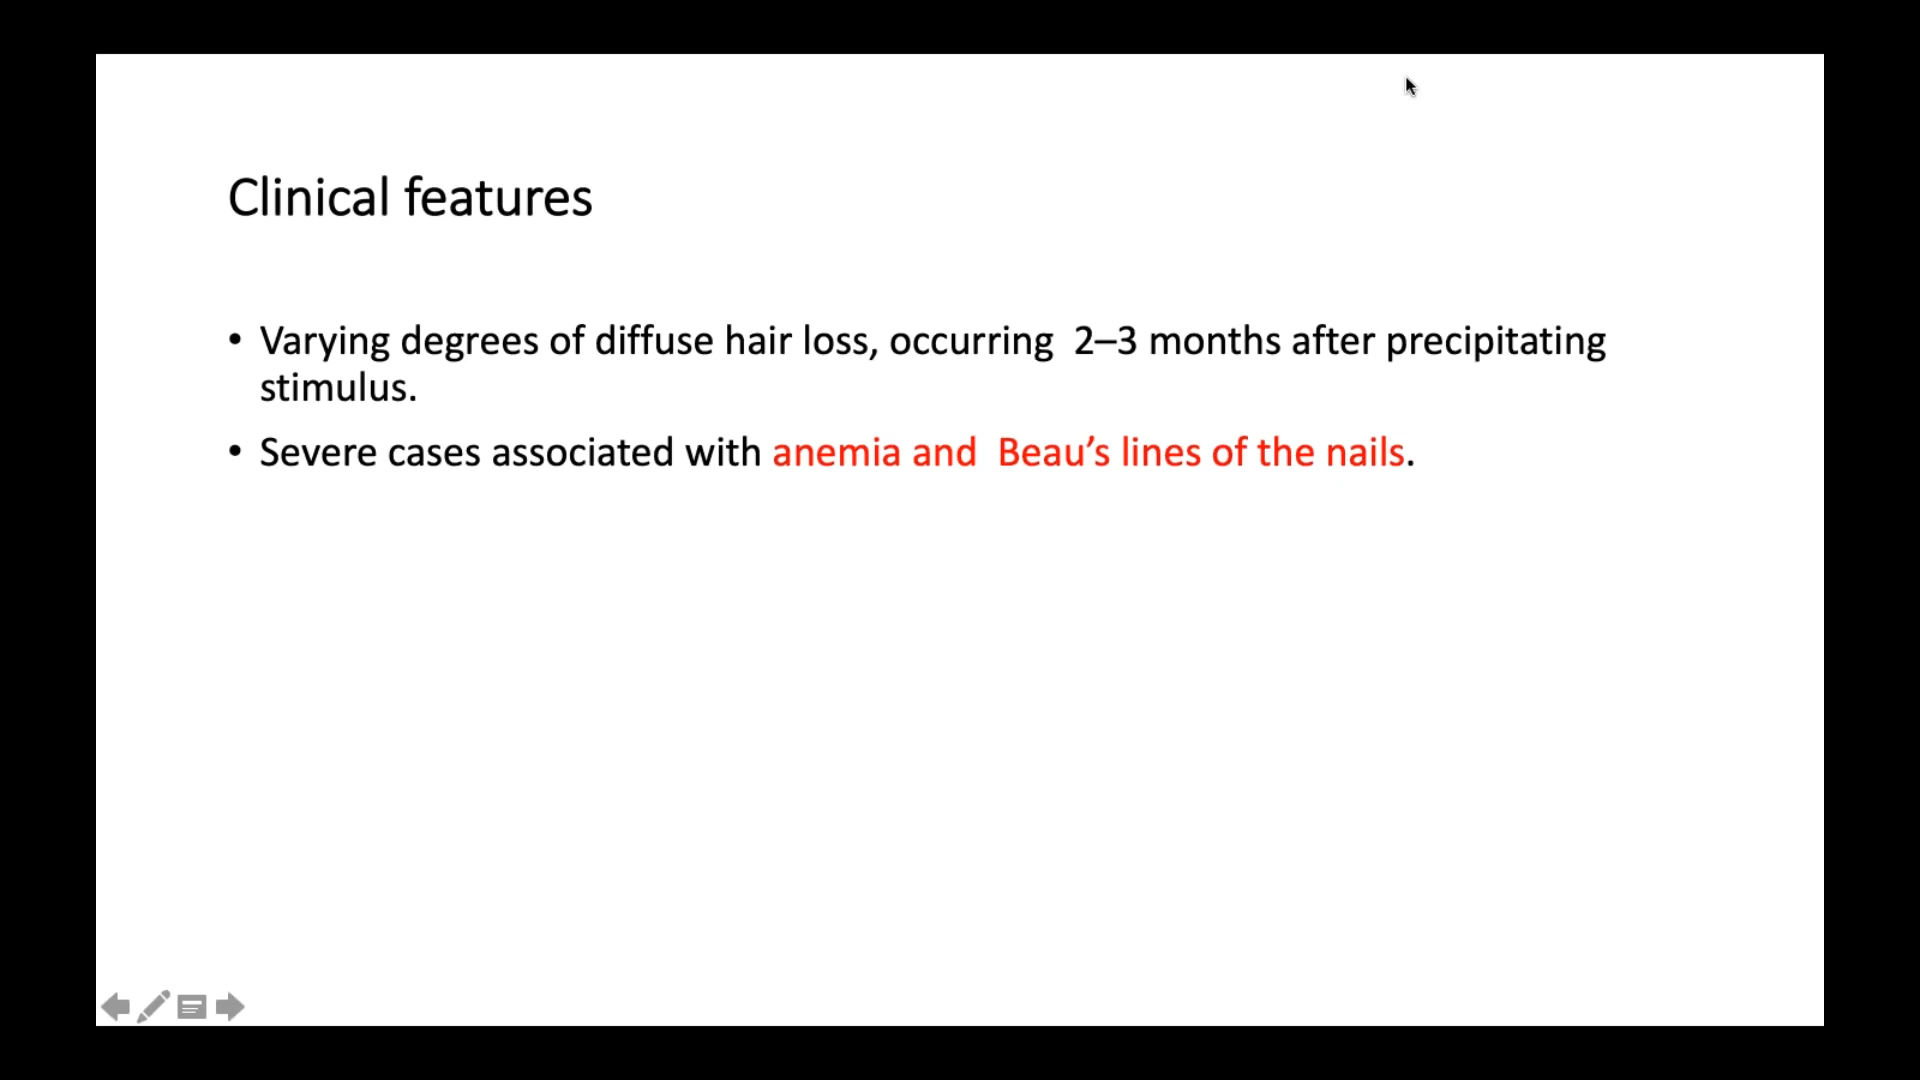 Clinical features
• Varying degrees of diffuse hair loss, occurring  2–3 months after precipitating
stimulus.
• Severe cases associated with anemia and  Beau’s lines of the nails.